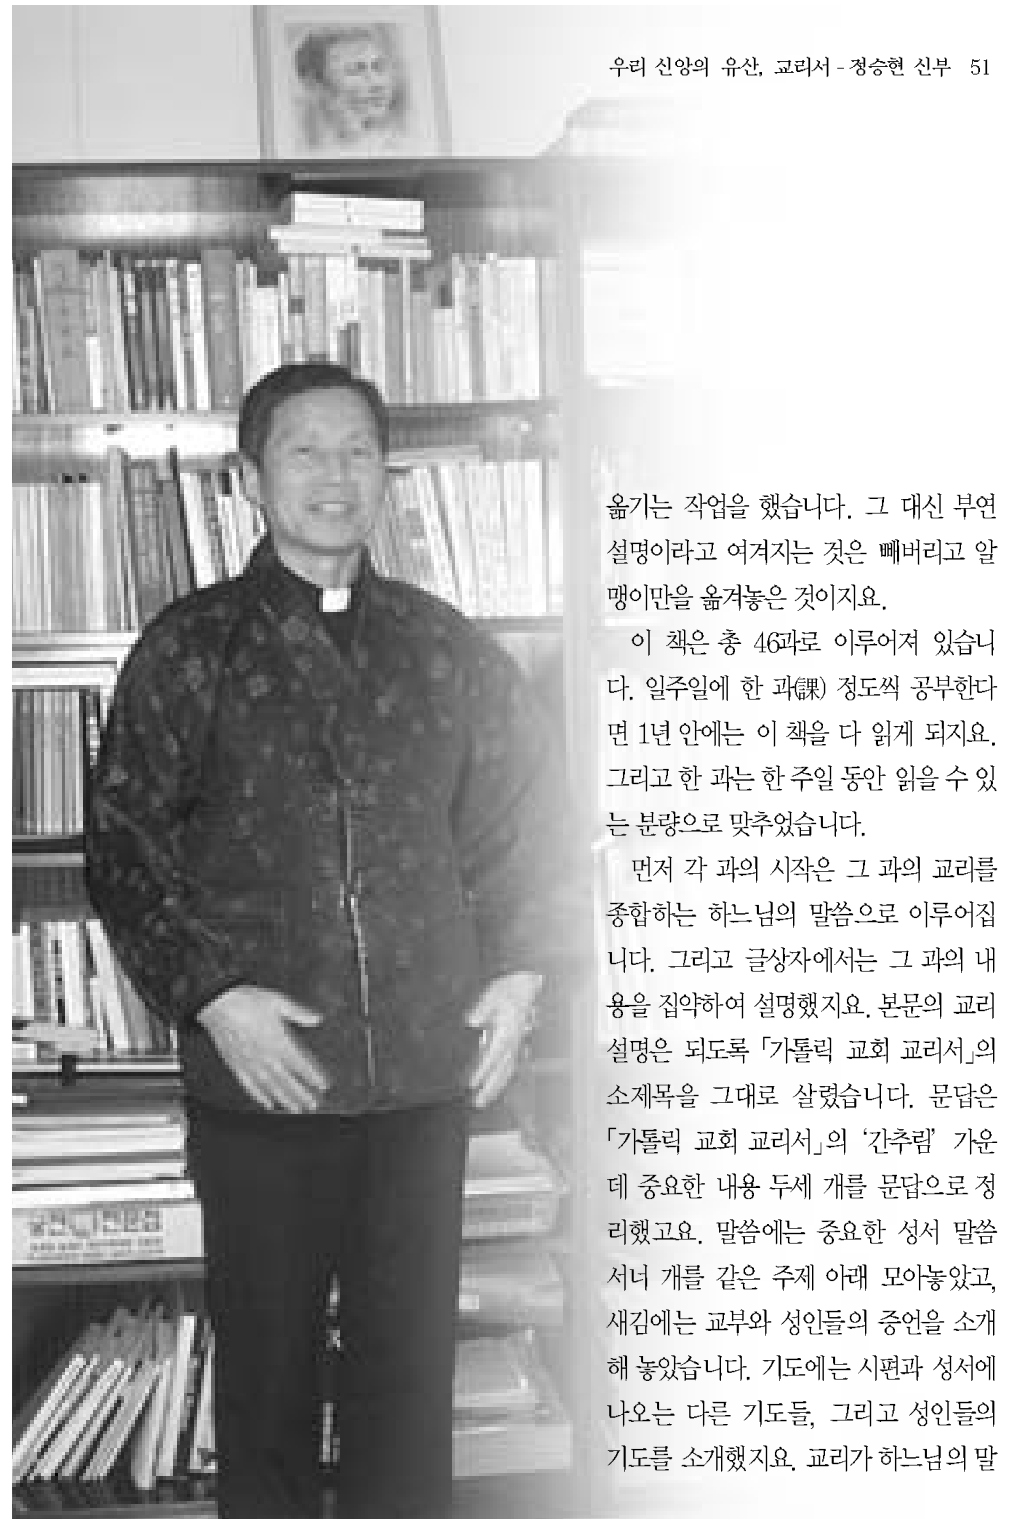 우리 신앙의 유산, 교리서 - 정승현 신부 51
옮기는 작업을 했습니다. 그 대신 부연
설명이라고 여겨지는 것은 빼버리고 알
맹이만을 옮겨놓은 것이지요.
이 책은 총 46과로 이루어져 있습니
다. 일주일에 한 과(課) 정도씩 공부한다
면 1년 안에는 이 책을 다 읽게 되지요.
그리고 한 과는 한 주일 동안 읽을 수 있
는 분량으로 맞추었습니다.
먼저 각 과의 시작은 그 과의 교리를
종합하는 하느님의 말씀으로 이루어집
니다. 그리고 글상자에서는 그 과의 내
용을 집약하여 설명했지요. 본문의 교리
설명은 되도록 「가톨릭 교회 교리서」의
소제목을 그대로 살렸습니다. 문답은
「가톨릭 교회 교리서」의 ‘간추림’ 가운
데 중요한 내용 두세 개를 문답으로 정
리했고요. 말씀에는 중요한 성서 말씀
서너 개를 같은 주제 아래 모아놓았고,
새김에는 교부와 성인들의 증언을 소개
해 놓았습니다. 기도에는 시편과 성서에
나오는 다른 기도들, 그리고 성인들의
기도를 소개했지요. 교리가 하느님의 말